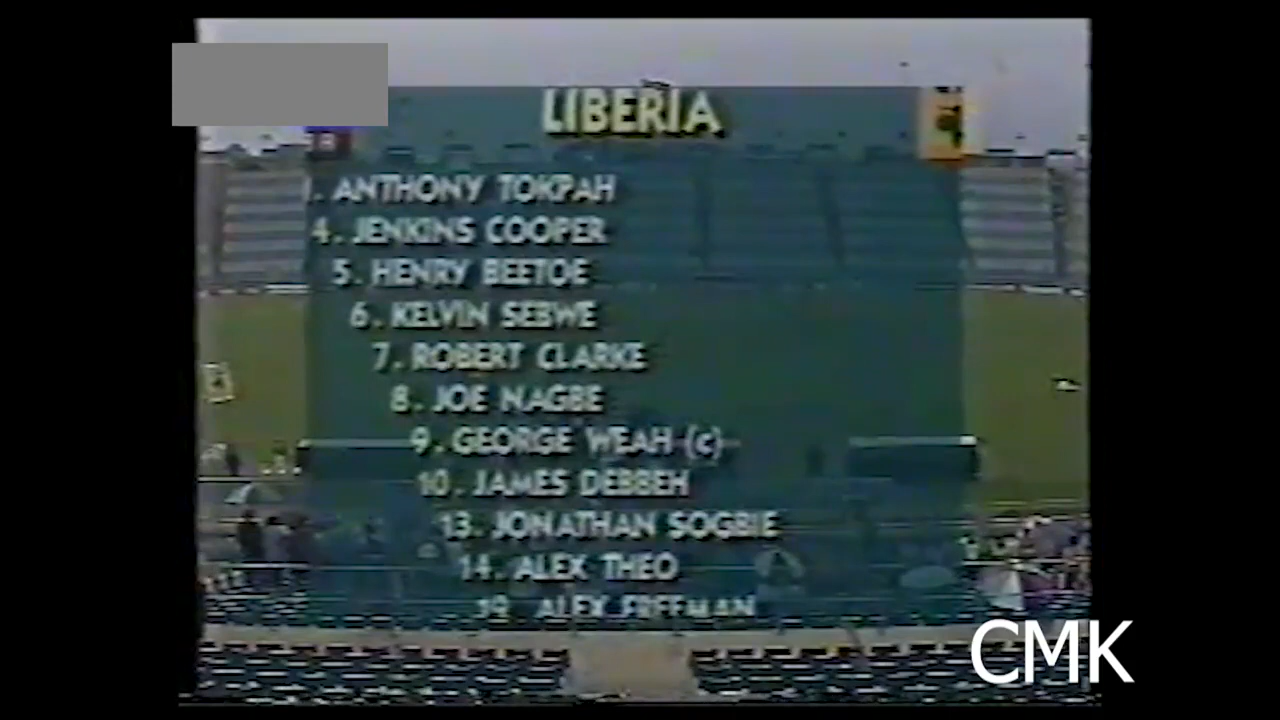 LIBERIA
1. ANTHONY TOKPAH
4. JENKINS COOPER
5. HENRY BEETOE
6. KELVIN SEBWE
7. ROBERT CLARKE
8. JOE NAGBE
9. GEORGE WEAH (c)
10. JAMES DEBBEH
13. JONATHAN SOGBIE
14. ALEX THEO
19. ALEX FREEMAN
CMK